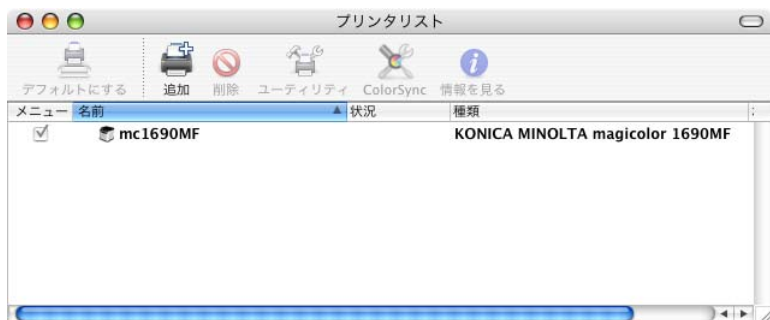 プリンタリスト
デフォルトにする 追加 削除 ユーティリティ ColorSync 情報を見る
メニュー 名前 状況 種類
mc1690MF KONICA MINOLTA magicolor 1690MF